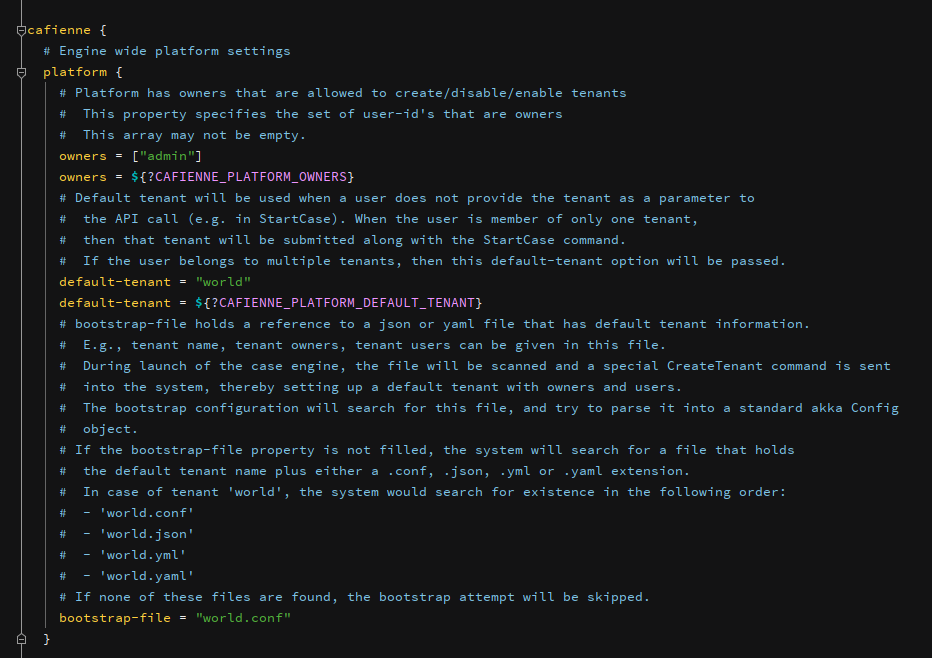 cafienne {
# Engine wide platform settings
platform {
# Platform has owners that are allowed to create/disable/enable tenants
#  This property specifies the set of user-id's that are owners
#  This array may not be empty.
owners = ["admin"]
owners = ${?CAFIENNE_PLATFORM_OWNERS}
# Default tenant will be used when a user does not provide the tenant as a parameter to
#  the API call (e.g. in StartCase). When the user is member of only one tenant,
#  then that tenant will be submitted along with the StartCase command.
#  If the user belongs to multiple tenants, then this default-tenant option will be passed.
default-tenant = "world"
default-tenant = ${?CAFIENNE_PLATFORM_DEFAULT_TENANT}
# bootstrap-file holds a reference to a json or yaml file that has default tenant information.
#  E.g., tenant name, tenant owners, tenant users can be given in this file.
#  During launch of the case engine, the file will be scanned and a special CreateTenant command is sent
#  into the system, thereby setting up a default tenant with owners and users.
#  The bootstrap configuration will search for this file, and try to parse it into a standard akka Config
#  object.
# If the bootstrap-file property is not filled, the system will search for a file that holds
#  the default tenant name plus either a .conf, .json, .yml or .yaml extension.
#  In case of tenant 'world', the system would search for existence in the following order:
#  - 'world.conf'
#  - 'world.json'
#  - 'world.yml'
#  - 'world.yaml'
# If none of these files are found, the bootstrap attempt will be skipped.
bootstrap-file = "world.conf"
}